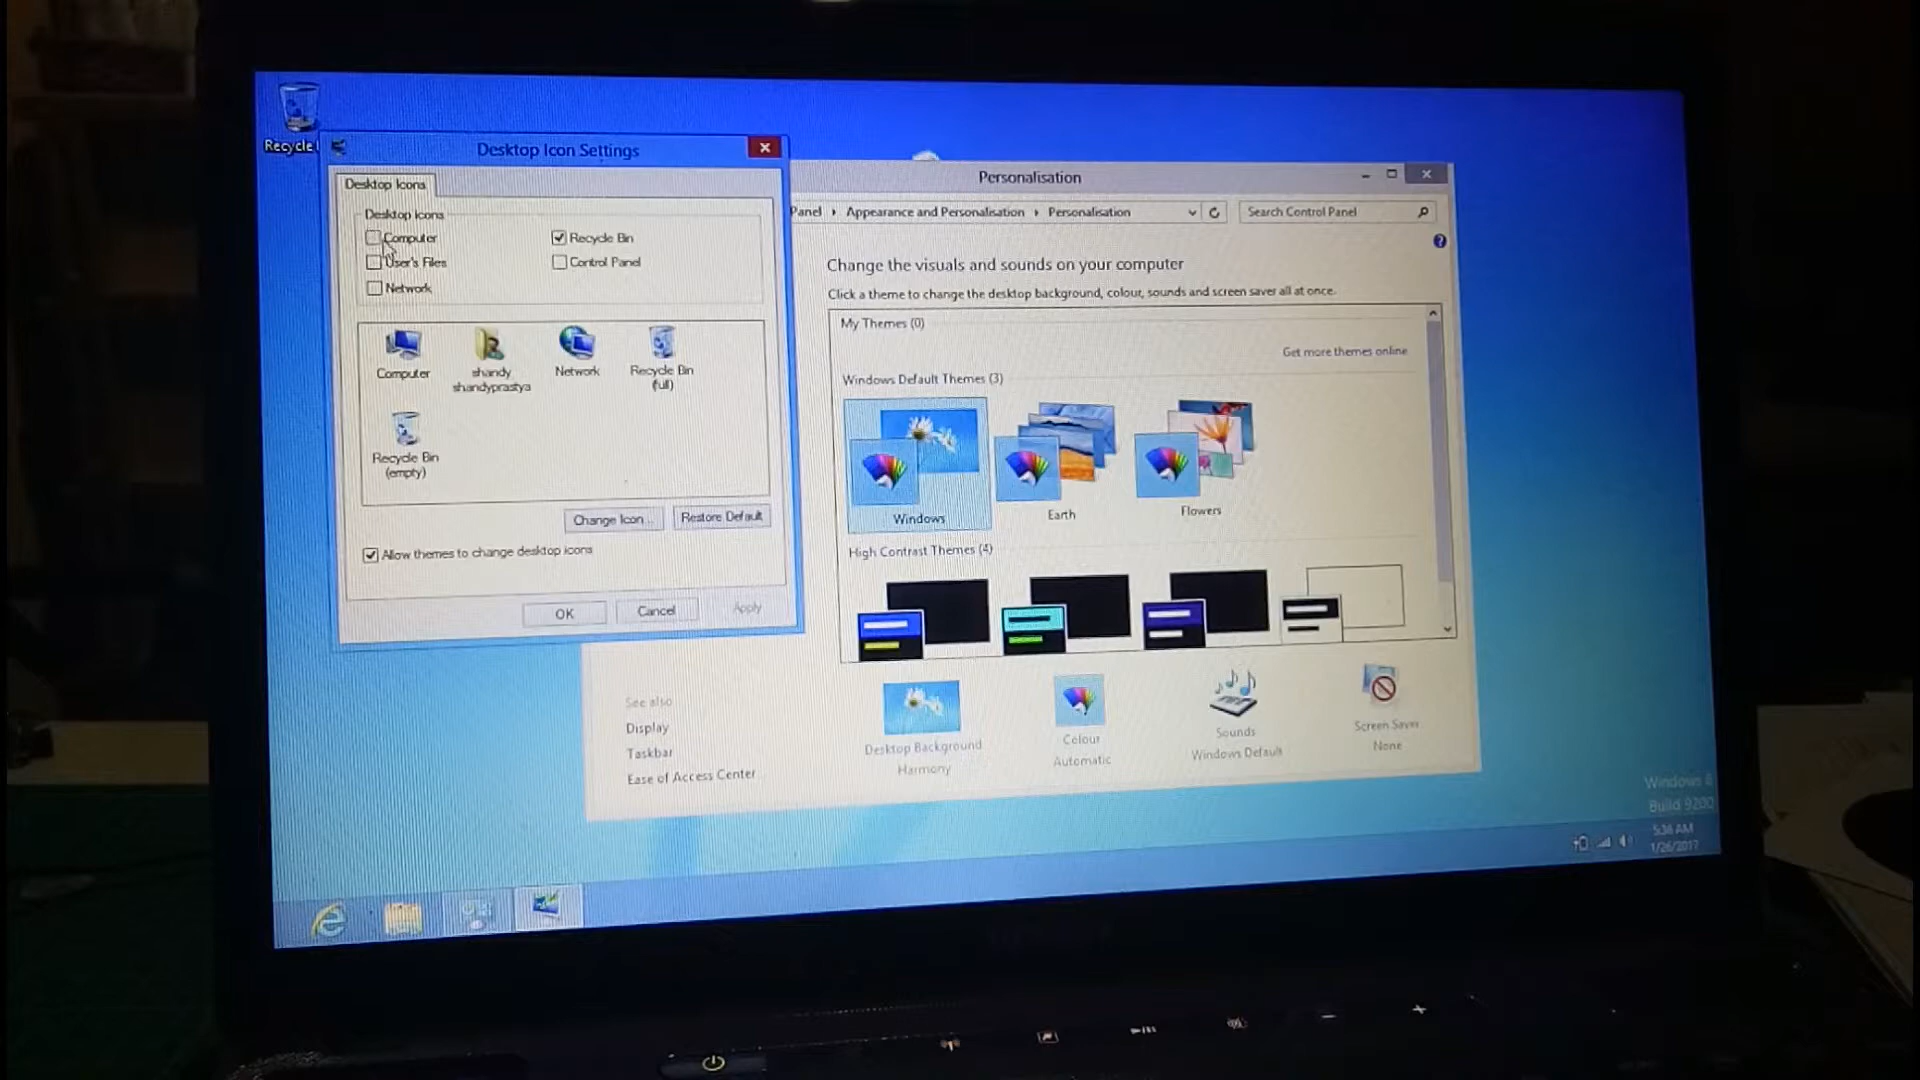 Recycle
Desktop Icon Settings
Desktop Icons
Desktop Icons
Computer
Recycle Bin
User's Files
Control Panel
Network
Computer
shandy
shandyprastya
Network
Recycle Bin
(full)
Recycle Bin
(empty)
Change Icon...
Restore Default
Allow themes to change desktop icons
OK
Cancel
Apply
Personalisation
Panel
Appearance and Personalisation
Personalisation
Search Control Panel
Change the visuals and sounds on your computer
Click a theme to change the desktop background, colour, sounds and screen saver all at once.
My Themes (0)
Get more themes online
Windows Default Themes (3)
Windows
Earth
Flowers
High Contrast Themes (4)
See also
Display
Taskbar
Ease of Access Center
Desktop Background
Harmony
Colour
Automatic
Sounds
Windows Default
Screen Saver
None
Windows 8
Build 9200
5:38 AM
1/26/2017